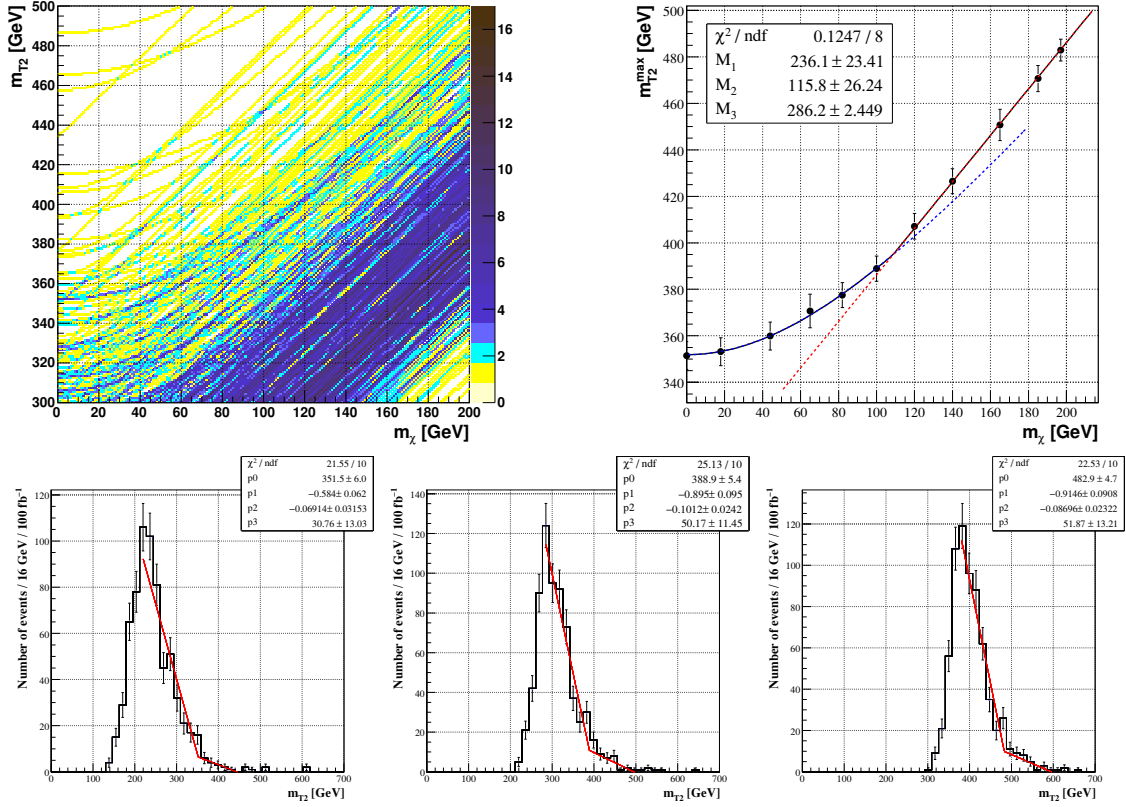 m_T2 [GeV]
500
480
460
440
420
400
380
360
340
320
300
0 20 40 60 80 100 120 140 160 180 200
m_χ [GeV]
16
14
12
10
8
6
4
2
0
m_T2^max [GeV]
500
480
460
440
420
400
380
360
340
0 20 40 60 80 100 120 140 160 180 200
m_χ [GeV]
χ² / ndf 0.1247 / 8
M₁ 236.1 ± 23.41
M₂ 115.8 ± 26.24
M₃ 286.2 ± 2.449
Number of events / 16 GeV / 100 fb⁻¹
120
100
80
60
40
20
0
0 100 200 300 400 500 600 700
m_T2 [GeV]
χ² / ndf 21.55 / 10
p0 351.5 ± 6.0
p1 −0.584 ± 0.062
p2 −0.06914 ± 0.03153
p3 30.76 ± 13.03
Number of events / 16 GeV / 100 fb⁻¹
140
120
100
80
60
40
20
0
0 100 200 300 400 500 600 700
m_T2 [GeV]
χ² / ndf 25.13 / 10
p0 388.9 ± 5.4
p1 −0.895 ± 0.095
p2 −0.1012 ± 0.0242
p3 50.17 ± 11.45
Number of events / 16 GeV / 100 fb⁻¹
120
100
80
60
40
20
0
0 100 200 300 400 500 600 700
m_T2 [GeV]
χ² / ndf 22.53 / 10
p0 482.9 ± 4.7
p1 −0.9146 ± 0.0908
p2 −0.08696 ± 0.02322
p3 51.87 ± 13.21